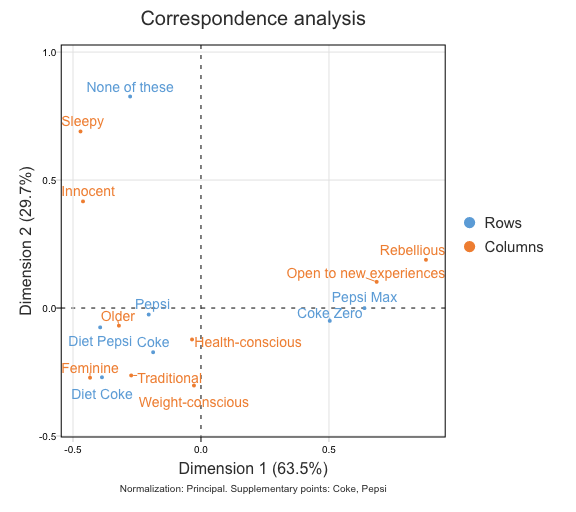 Correspondence analysis
1.0
None of these
Sleepy
Innocent
0.5
Rebellious
Open to new experiences
Pepsi Max
Pepsi
0.0
Coke Zero
Older
Diet Pepsi
Coke
Health-conscious
Feminine
Traditional
Diet Coke
Weight-conscious
-0.5
-0.5
0.0
0.5
Dimension 1 (63.5%)
Dimension 2 (29.7%)
Rows
Columns
Normalization: Principal. Supplementary points: Coke, Pepsi